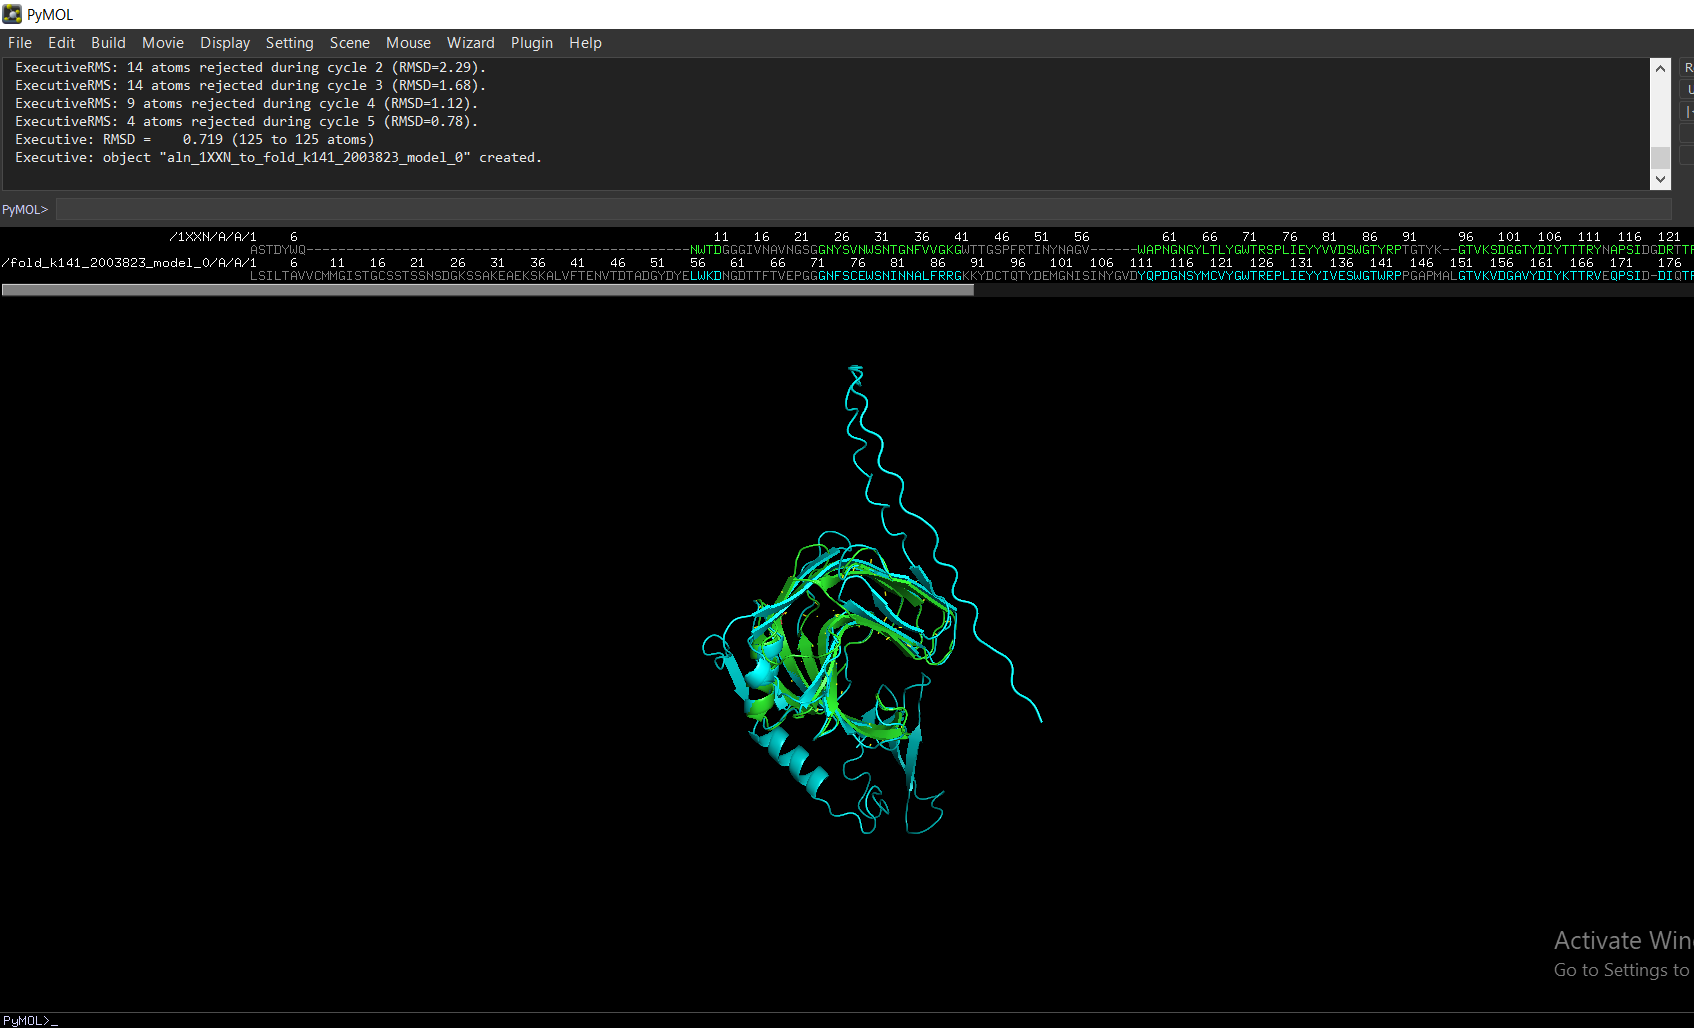 PyMOL
File Edit Build Movie Display Setting Scene Mouse Wizard Plugin Help
ExecutiveRMS: 14 atoms rejected during cycle 2 (RMSD=2.29).
ExecutiveRMS: 14 atoms rejected during cycle 3 (RMSD=1.68).
ExecutiveRMS: 9 atoms rejected during cycle 4 (RMSD=1.12).
ExecutiveRMS: 4 atoms rejected during cycle 5 (RMSD=0.78).
Executive: RMSD =    0.719 (125 to 125 atoms)
Executive: object "aln_1XXN_to_fold_k141_2003823_model_0" created.
PyMOL>
/1XXN/A/A/1 6 11 16 21 26 31 36 41 46 51 56 61 66 71 76 81 86 91 96 101 106 111 116 121
ASTDYWQ------------------------------------------------NWTDGGGIVNAVNGSGGNYSVNWSNTGNFVVGKGWTTGSPFRTINYNAGV------WAPNGNGYLTLYGWTRSPLIEYYVVDSWGTYRPTGTYK--GTVKSDGGTYDIYTTTRYNAPSIDGDRTTF
/fold_k141_2003823_model_0/A/A/1 6 11 16 21 26 31 36 41 46 51 56 61 66 71 76 81 86 91 96 101 106 111 116 121 126 131 136 141 146 151 156 161 166 171 176
LSILTAVVCMMGISTGCSSTSSNSDGKSSAKEAEKSKALVFTENVTDTADGYDYELWKDNGDTTFTVEPGGGNFSCEWSNINNALFRRGKKYDCTQTYDEMGNISINYGVDYQPDGNSYMCVYGWTREPLIEYYIVESWGTWRPPGAPMALGTVKVDGAVYDIYKTTRVEQPSID-DIQTF
Activate Win
Go to Settings to
PyMOL>_